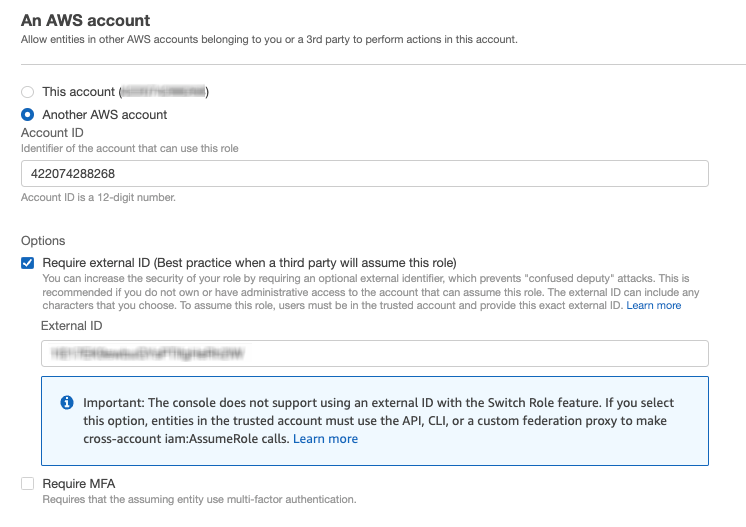 An AWS account
Allow entities in other AWS accounts belonging to you or a 3rd party to perform actions in this account.
This account ( )
Another AWS account
Account ID
Identifier of the account that can use this role
422074288268
Account ID is a 12-digit number.
Options
Require external ID (Best practice when a third party will assume this role)
You can increase the security of your role by requiring an optional external identifier, which prevents "confused deputy" attacks. This is
recommended if you do not own or have administrative access to the account that can assume this role. The external ID can include any
characters that you choose. To assume this role, users must be in the trusted account and provide this exact external ID. Learn more
External ID
Important: The console does not support using an external ID with the Switch Role feature. If you select
this option, entities in the trusted account must use the API, CLI, or a custom federation proxy to make
cross-account iam:AssumeRole calls. Learn more
Require MFA
Requires that the assuming entity use multi-factor authentication.